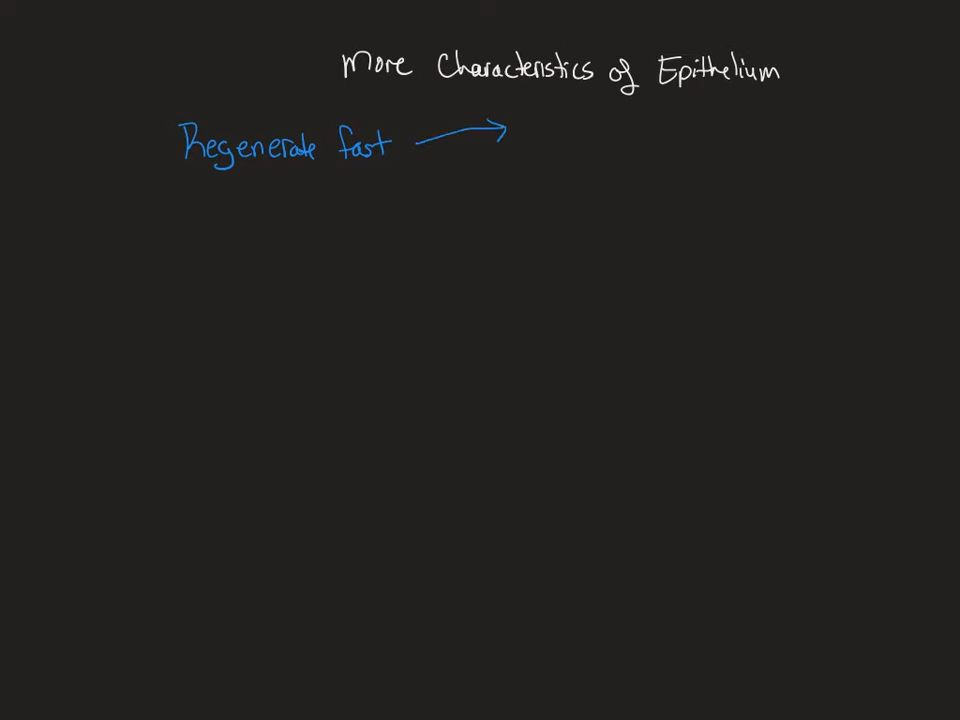 More Characteristics of Epithelium
Regenerate fast →